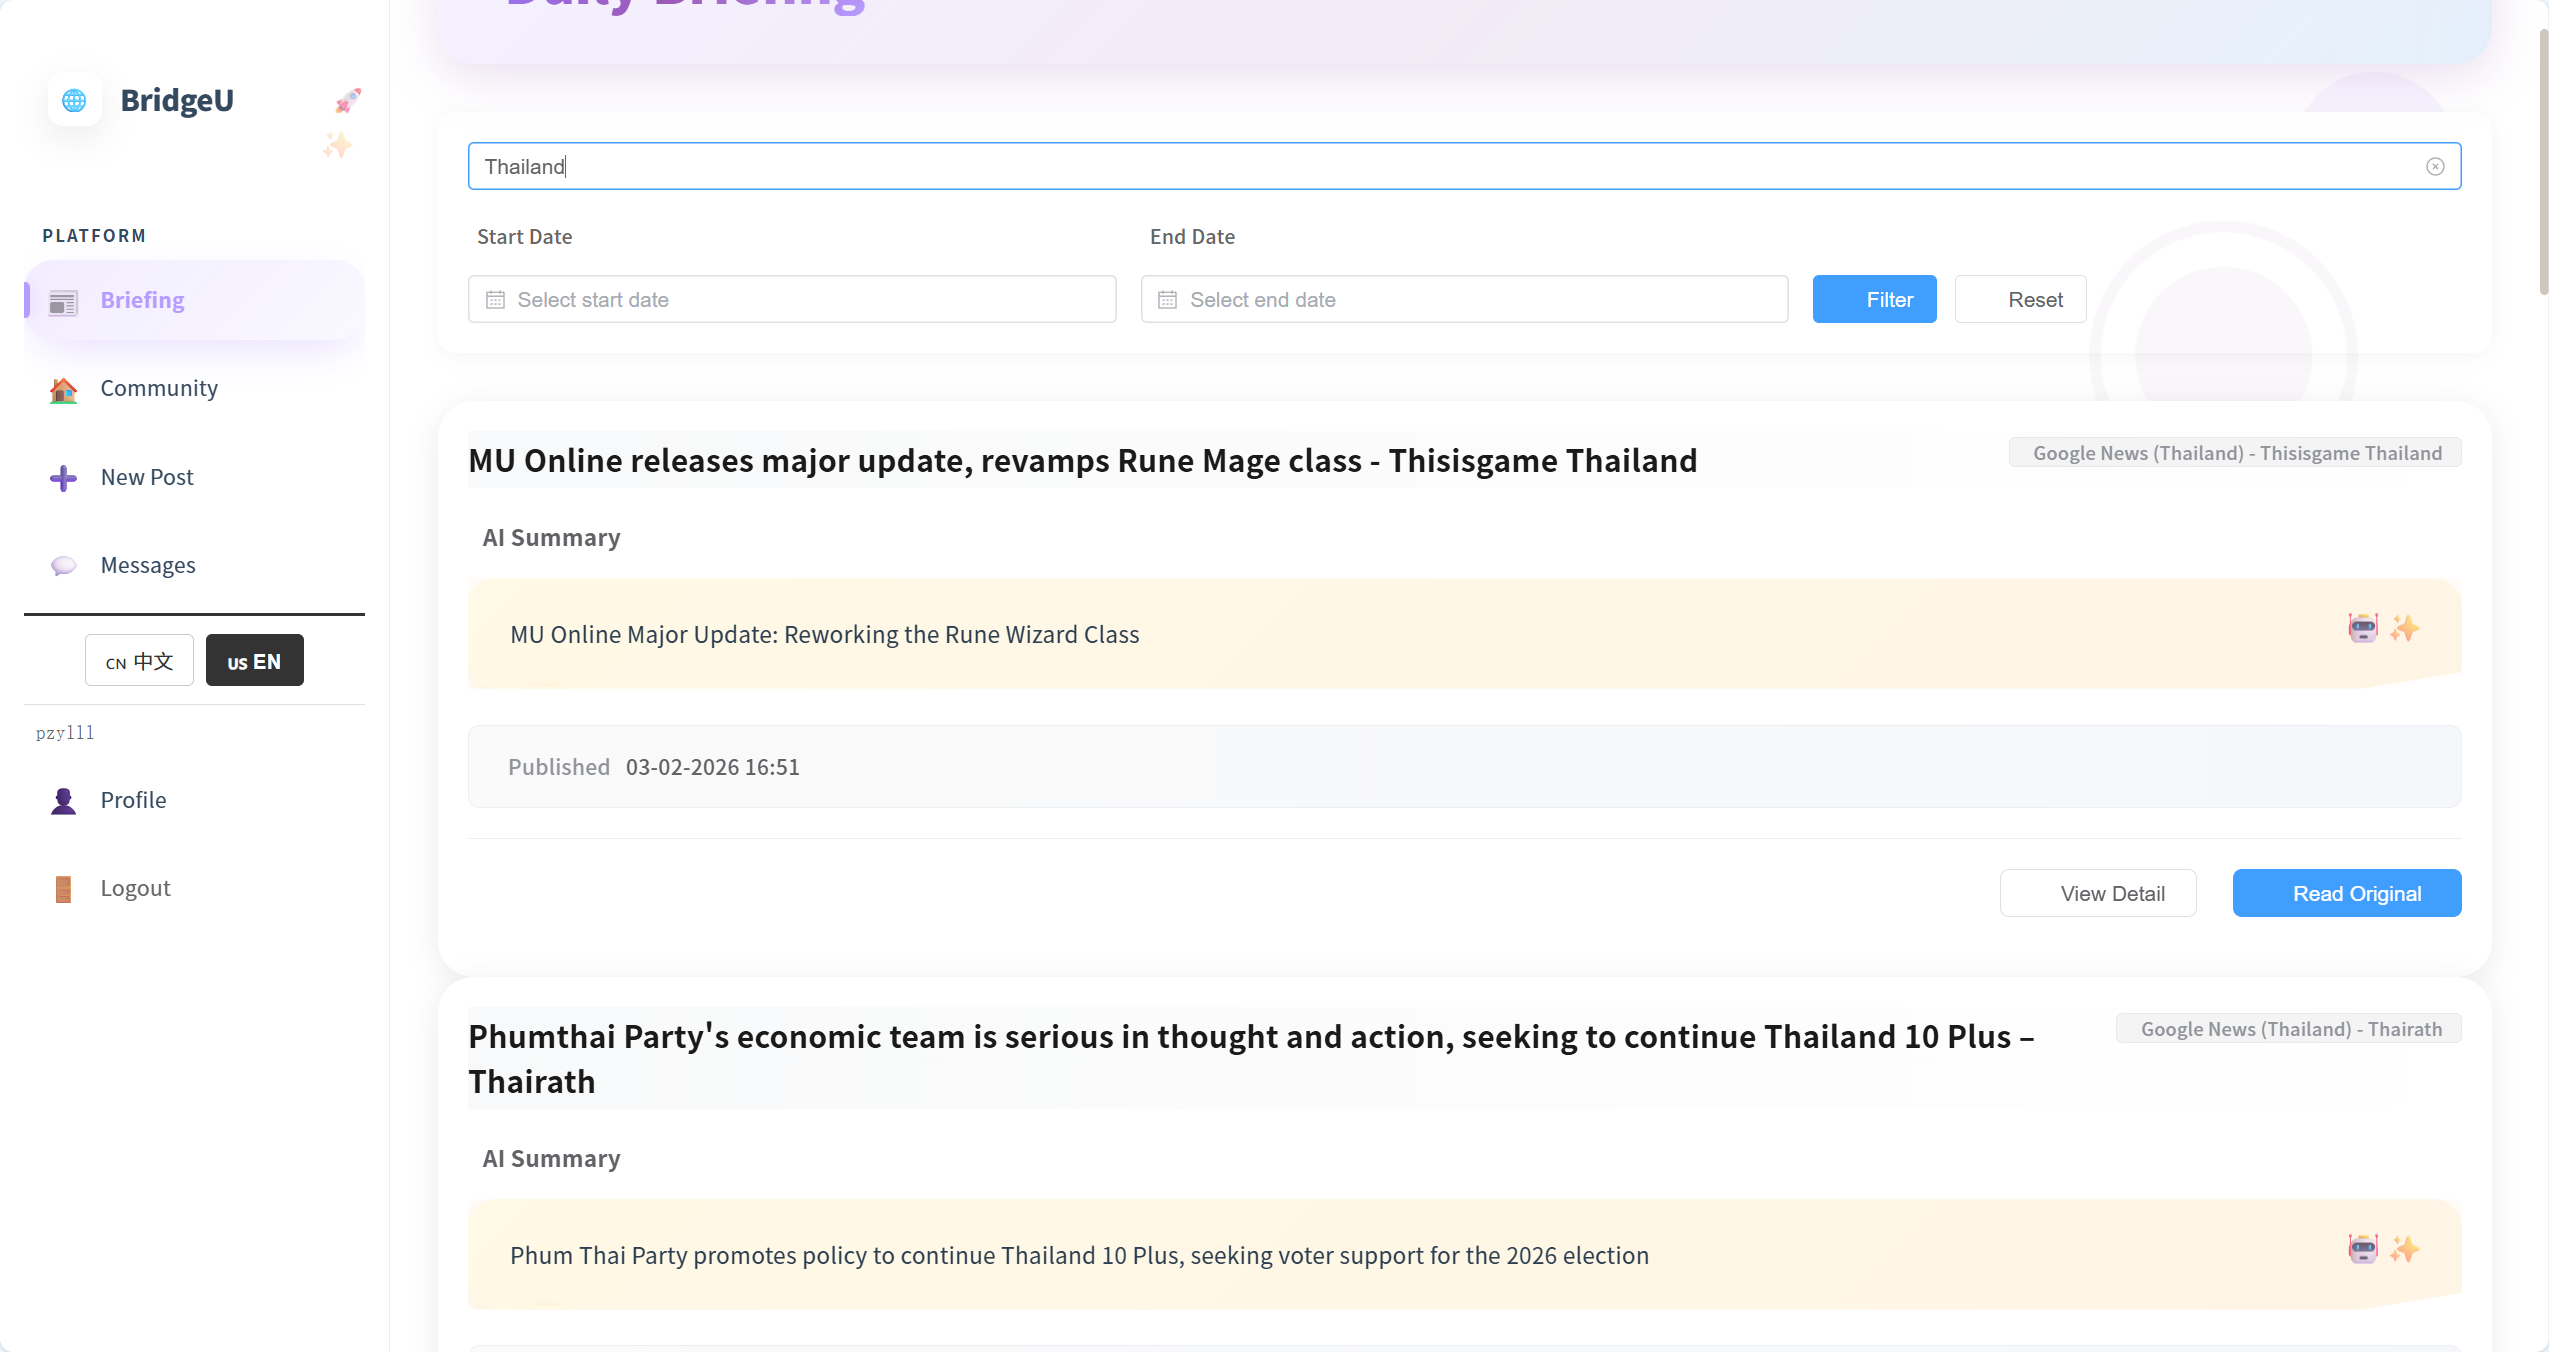 Daily Briefing
BridgeU
PLATFORM
Briefing
Community
New Post
Messages
CN 中文
US EN
pzylll
Profile
Logout
Thailand
Start Date
End Date
Select start date
Select end date
Filter
Reset
MU Online releases major update, revamps Rune Mage class - Thisisgame Thailand
Google News (Thailand) - Thisisgame Thailand
AI Summary
MU Online Major Update: Reworking the Rune Wizard Class
Published 03-02-2026 16:51
View Detail
Read Original
Phumthai Party's economic team is serious in thought and action, seeking to continue Thailand 10 Plus –
Thairath
Google News (Thailand) - Thairath
AI Summary
Phum Thai Party promotes policy to continue Thailand 10 Plus, seeking voter support for the 2026 election